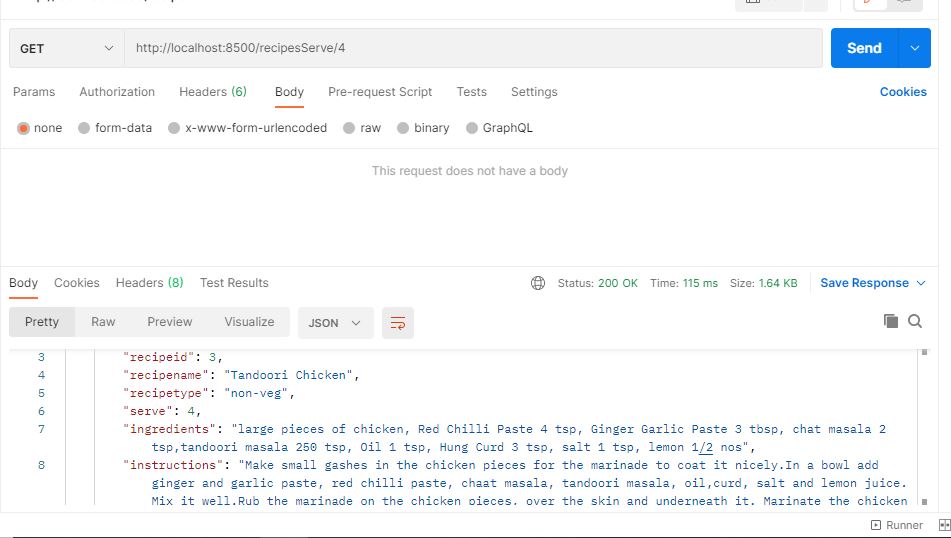 GET http://localhost:8500/recipesServe/4 Send
Params Authorization Headers (6) Body Pre-request Script Tests Settings Cookies
none form-data x-www-form-urlencoded raw binary GraphQL
This request does not have a body
Body Cookies Headers (8) Test Results Status: 200 OK Time: 115 ms Size: 1.64 KB Save Response
Pretty Raw Preview Visualize JSON
3 "recipeid": 3,
4 "recipename": "Tandoori Chicken",
5 "recipetype": "non-veg",
6 "serve": 4,
7 "ingredients": "large pieces of chicken, Red Chilli Paste 4 tsp, Ginger Garlic Paste 3 tbsp, chat masala 2
tsp,tandoori masala 250 tsp, Oil 1 tsp, Hung Curd 3 tsp, salt 1 tsp, lemon 1/2 nos",
8 "instructions": "Make small gashes in the chicken pieces for the marinade to coat it nicely.In a bowl add
ginger and garlic paste, red chilli paste, chaat masala, tandoori masala, oil,curd, salt and lemon juice.
Mix it well.Rub the marinade on the chicken pieces, over the skin and underneath it. Marinate the chicken
Runner